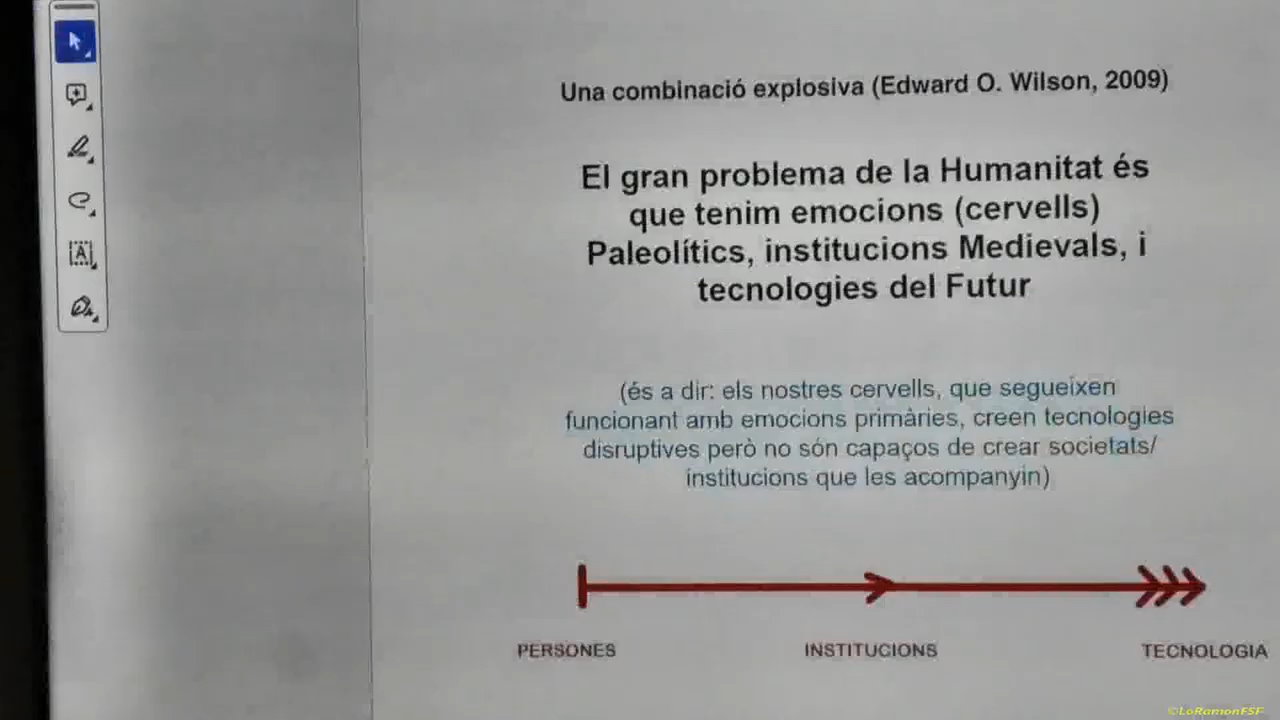 Una combinació explosiva (Edward O. Wilson, 2009)
El gran problema de la Humanitat és
que tenim emocions (cervells)
Paleolítics, institucions Medievals, i
tecnologies del Futur
(és a dir: els nostres cervells, que segueixen
funcionant amb emocions primàries, creen tecnologies
disruptives però no són capaços de crear societats/
institucions que les acompanyin)
PERSONES INSTITUCIONS TECNOLOGIA
©LoRamonFSF